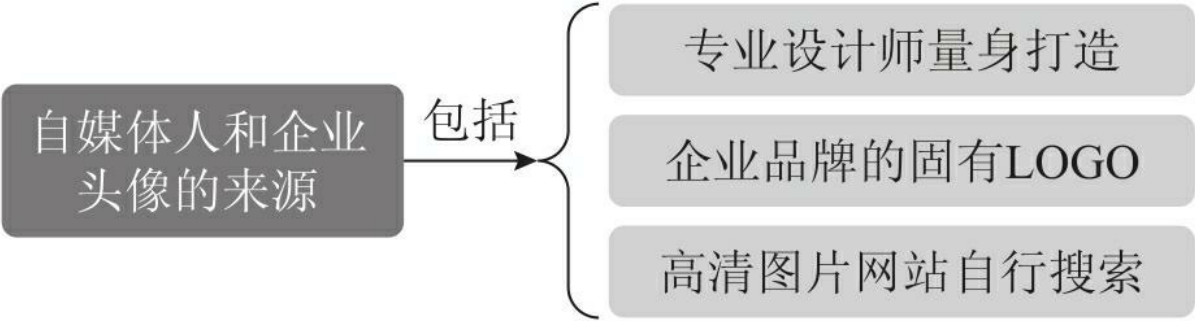 自媒体人和企业
头像的来源
包括
专业设计师量身打造
企业品牌的固有LOGO
高清图片网站自行搜索